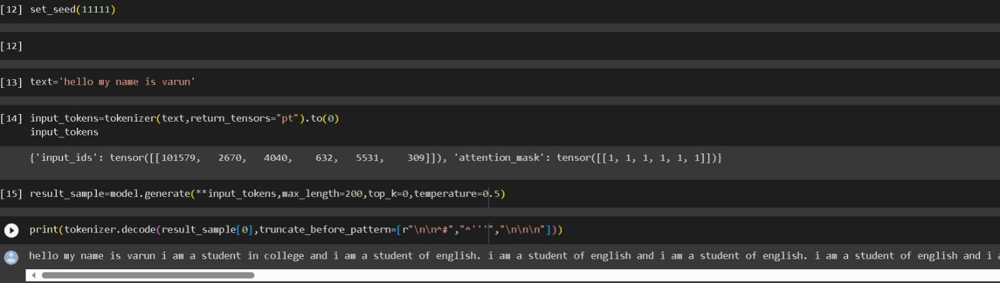 [12] set_seed(11111)
[12]
[13] text='hello my name is varun'
[14] input_tokens=tokenizer(text,return_tensors="pt").to(0)
input_tokens
{'input_ids': tensor([[101579, 2670, 4040, 632, 5531, 309]]), 'attention_mask': tensor([[1, 1, 1, 1, 1, 1]])}
[15] result_sample=model.generate(**input_tokens,max_length=200,top_k=0,temperature=0.5)
print(tokenizer.decode(result_sample[0],truncate_before_pattern=[r"\n\n^#","^'''","\n\n\n"]))
hello my name is varun i am a student in college and i am a student of english. i am a student of english and i am a student of english. i am a student of english and i